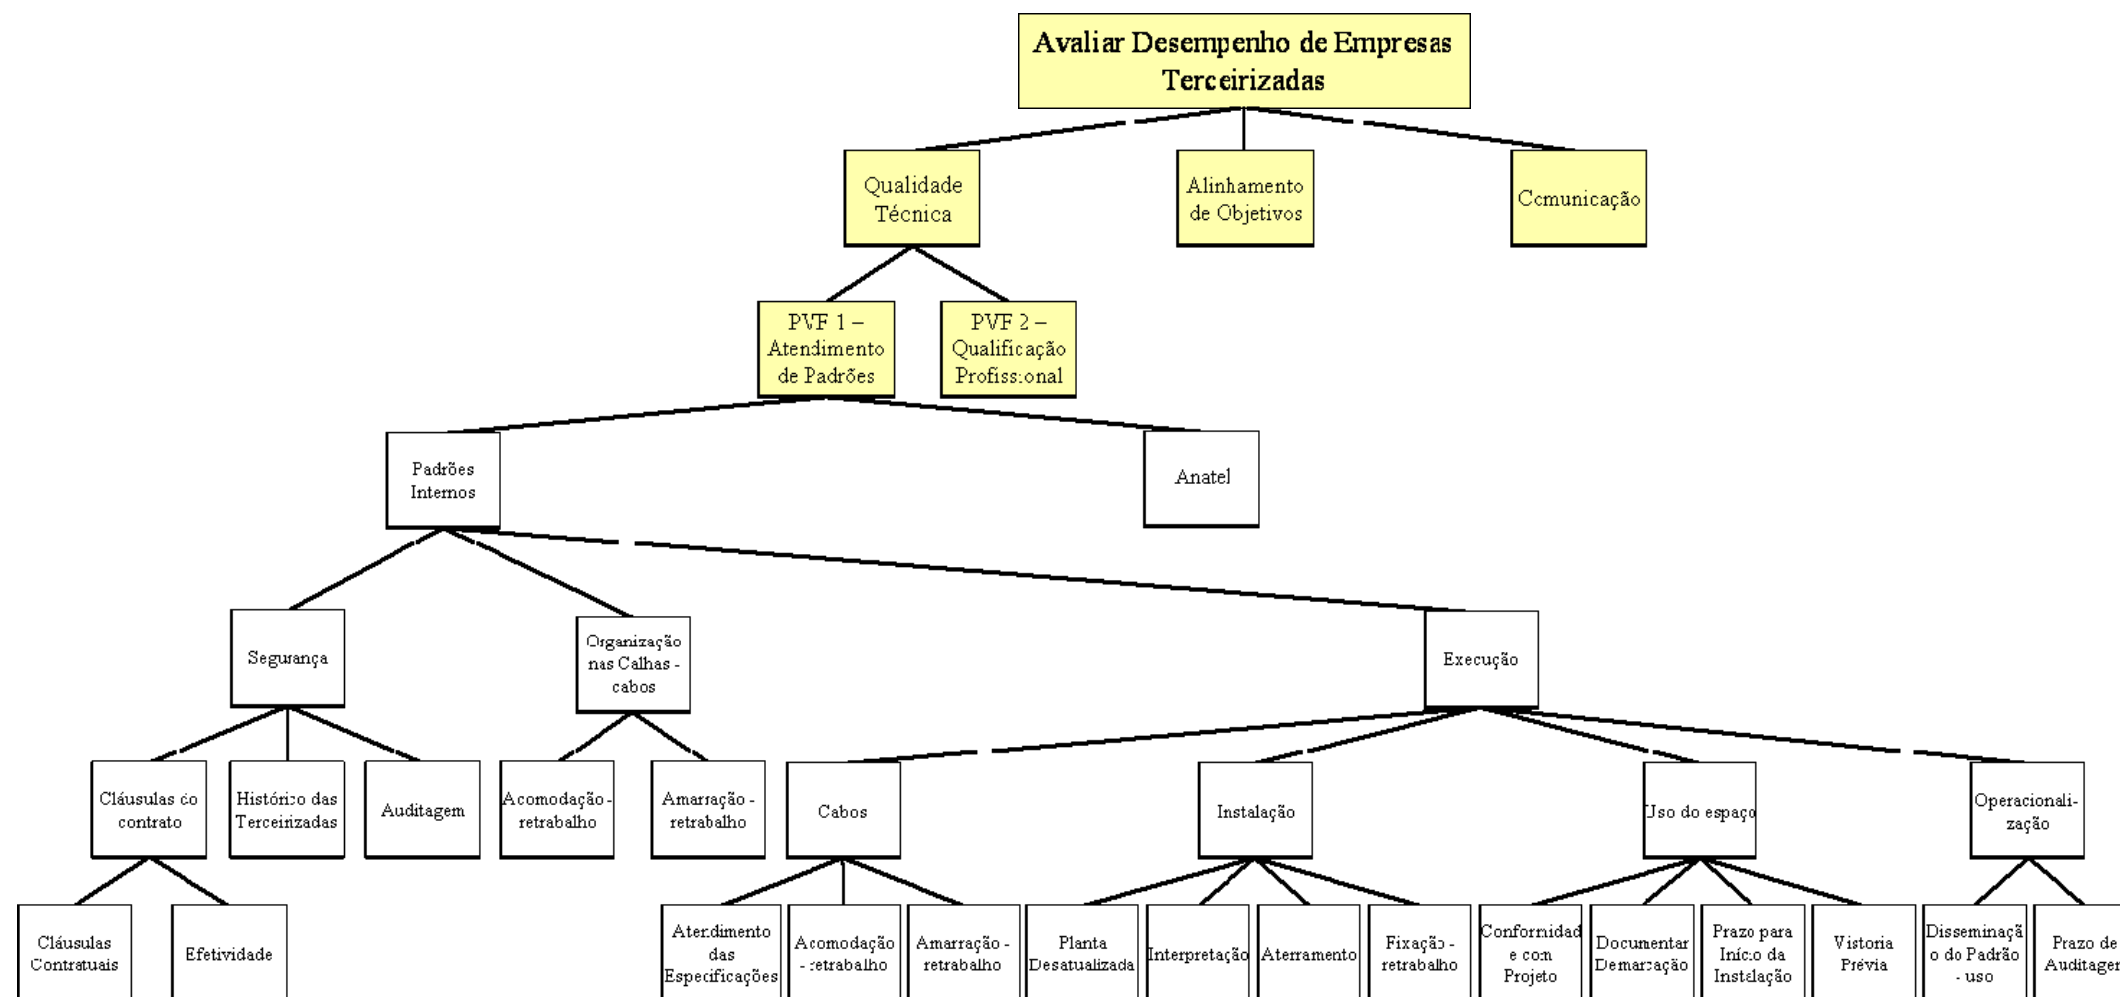 Avaliar Desempenho de Empresas
Terceirizadas
Qualidade
Técnica
Alinhamento
de Objetivos
Comunicação
PVF 1 –
Atendimento
de Padrões
PVF 2 –
Qualificação
Profissional
Padrões
Internos
Anatel
Segurança
Organização
nas Calhas -
cabos
Execução
Cláusulas do
contrato
Histórico das
Terceirizadas
Auditagem
Acomodação -
retrabalho
Amarração -
retrabalho
Cabos
Instalação
Uso do espaço
Operacionali-
zação
Cláusulas
Contratuais
Efetividade
Atendimento
das
Especificações
Acomodação
- retrabalho
Amarração -
retrabalho
Planta
Desatualizada
Interpretação
Aterramento
Fixação -
retrabalho
Conformidad
e com
Projeto
Documentar
Demarcação
Prazo para
Início da
Instalação
Vistoria
Prévia
Disseminaçã
o do Padrão
- uso
Prazo de
Auditagem